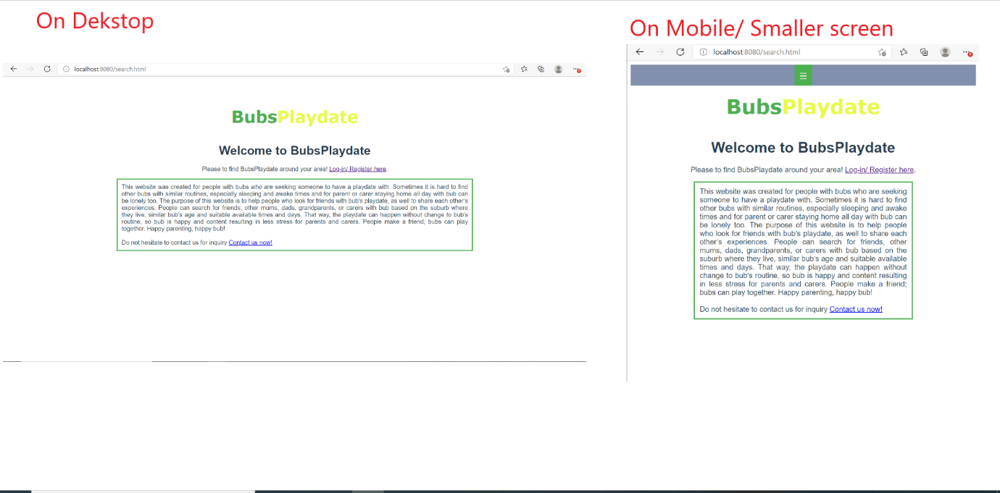 On Dekstop
localhost:8080/search.html
BubsPlaydate
Welcome to BubsPlaydate
Please to find BubsPlaydate around your area! Log-in/ Register here.
This website was created for people with bubs who are seeking someone to have a playdate with. Sometimes it is hard to find
other bubs with similar routines, especially sleeping and awake times and for parent or carer staying home all day with bub can
be lonely too. The purpose of this website is to help people who look for friends with bub's playdate, as well to share each other's
experiences. People can search for friends, other mums, dads, grandparents, or carers with bub based on the suburb where
they live, similar bub's age and suitable available times and days. That way, the playdate can happen without change to bub's
routine, so bub is happy and content resulting in less stress for parents and carers. People make a friend; bubs can play
together. Happy parenting, happy bub!
Do not hesitate to contact us for inquiry Contact us now!
On Mobile/ Smaller screen
localhost:8080/search.html
BubsPlaydate
Welcome to BubsPlaydate
Please to find BubsPlaydate around your area! Log-in/ Register here.
This website was created for people with bubs who are seeking
someone to have a playdate with. Sometimes it is hard to find
other bubs with similar routines, especially sleeping and awake
times and for parent or carer staying home all day with bub can
be lonely too. The purpose of this website is to help people
who look for friends with bub's playdate, as well to share each
other's experiences. People can search for friends, other
mums, dads, grandparents, or carers with bub based on the
suburb where they live, similar bub's age and suitable available
times and days. That way, the playdate can happen without
change to bub's routine, so bub is happy and content resulting
in less stress for parents and carers. People make a friend;
bubs can play together. Happy parenting, happy bub!
Do not hesitate to contact us for inquiry Contact us now!